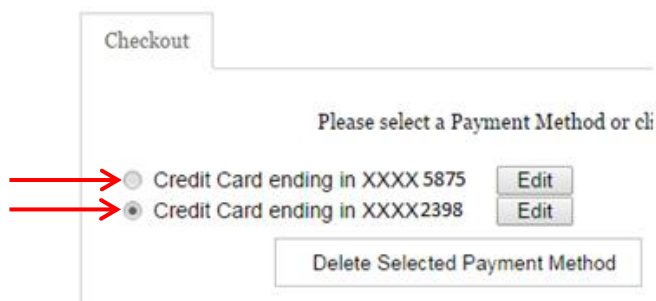 Checkout
Please select a Payment Method or cli
Credit Card ending in XXXX 5875 Edit
Credit Card ending in XXXX2398 Edit
Delete Selected Payment Method